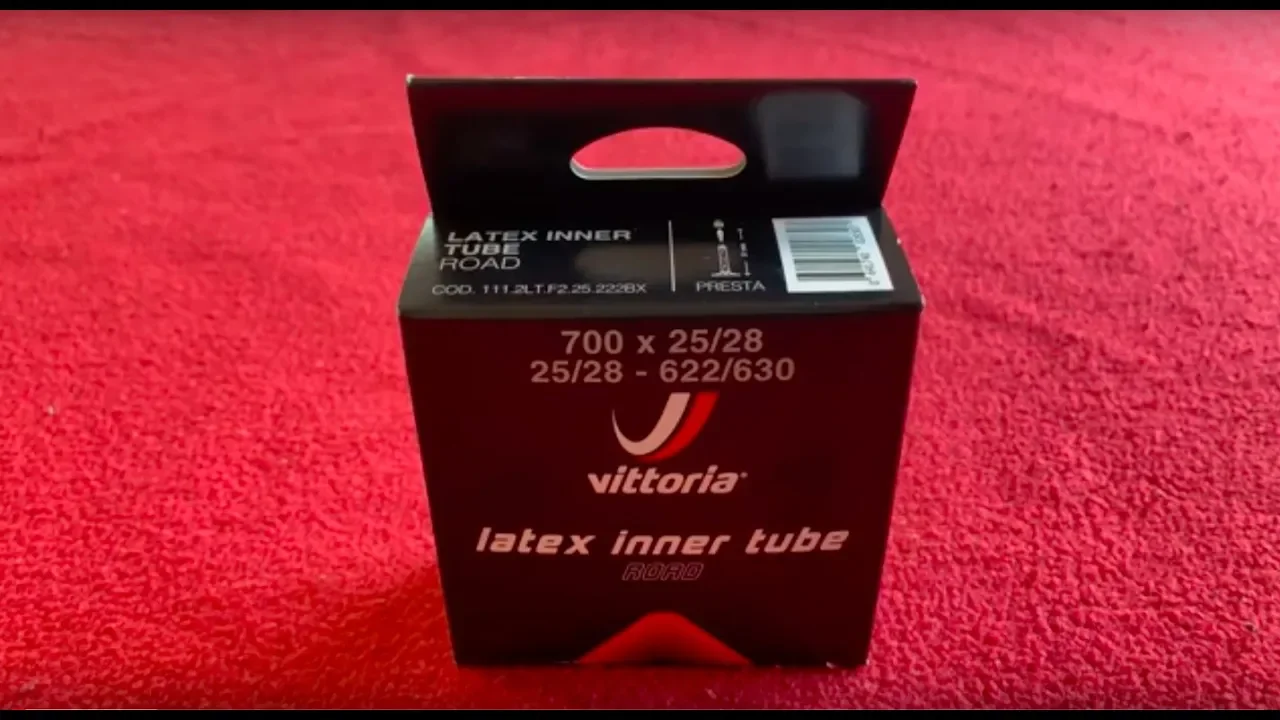 LATEX INNER
TUBE
ROAD
COD. 111.2LT.F2.25.222BX
PRESTA
700 x 25/28
25/28 - 622/630
vittoria
latex inner tube
ROAD